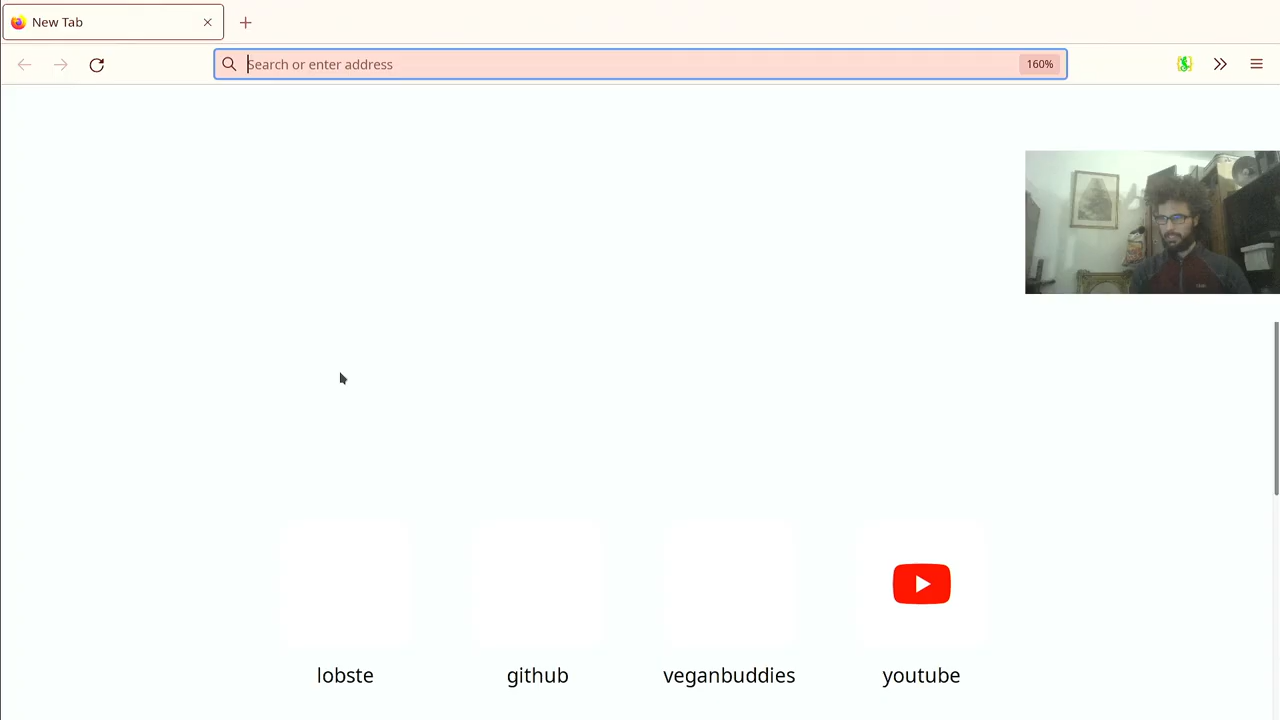 New Tab
Search or enter address
160%
lobste
github
veganbuddies
youtube